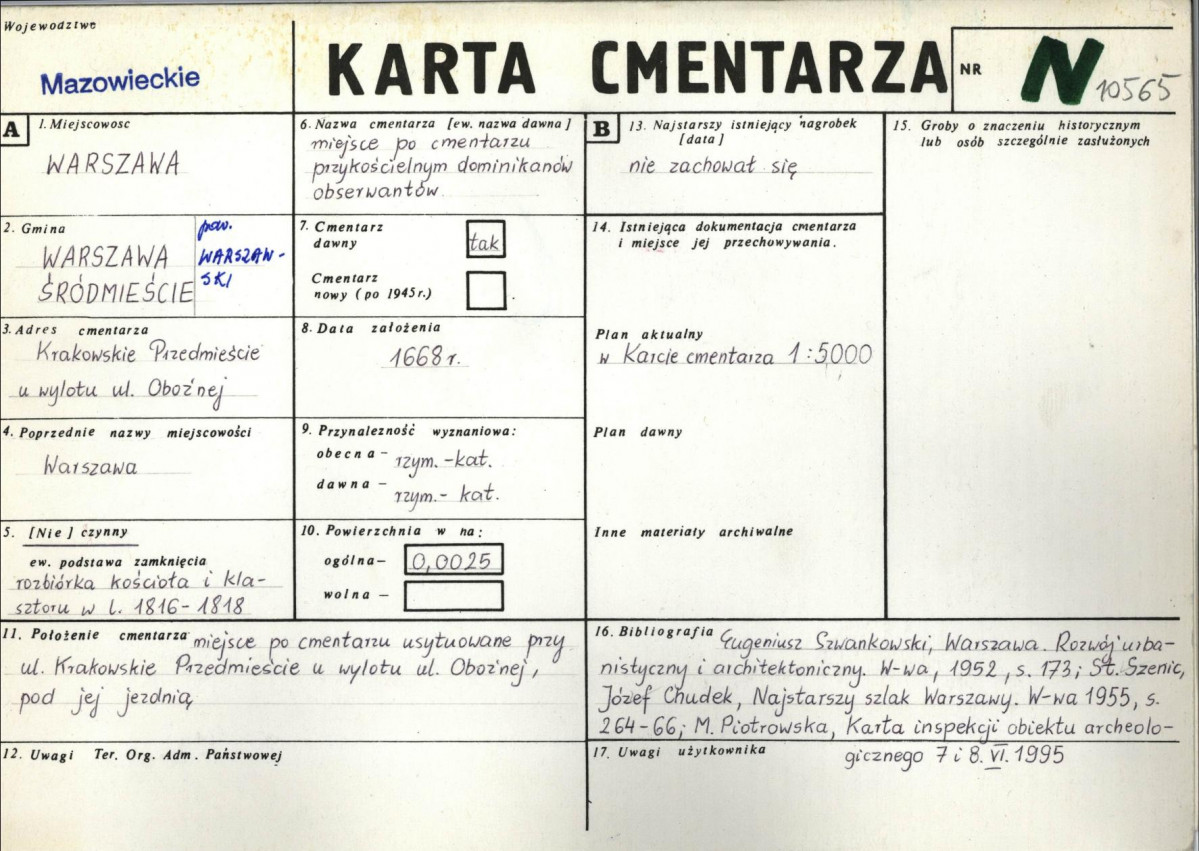 Wojewodztwo
Mazowieckie
KARTA CMENTARZA
NR
N 10565
A
1. Miejscowosc
WARSZAWA
2. Gmina
WARSZAWA
ŚRÓDMIEŚCIE
pow.
WARSZAW-
SKI
3. Adres cmentarza
Krakowskie Przedmieście
u wylotu ul. Oboźnej
4. Poprzednie nazwy miejscowości
Warszawa
5. [Nie] czynny
ew. podstawa zamknięcia
rozbiórka kościoła i kla-
sztoru w l. 1816-1818
6. Nazwa cmentarza [ew. nazwa dawna]
miejsce po cmentarzu
przykościelnym dominikanów
obserwantów
7. Cmentarz
dawny
tak
Cmentarz
nowy (po 1945 r.)
8. Data założenia
1668 r.
9. Przynalezność wyznaniowa:
obecna - rzym.-kat.
dawna - rzym.- kat.
10. Powierzchnia w na:
ogólna- 0,0025
wolna -
11. Położenie cmentarza miejsce po cmentarzu usytuowane przy
ul. Krakowskie Przedmieście u wylotu ul. Oboźnej,
pod jej jezdnią
12. Uwagi Ter. Org. Adm. Państwowej
B
13. Najstarszy istniejący nagrobek
[data]
nie zachował się
14. Istniejąca dokumentacja cmentarza
i miejsce jej przechowywania.
Plan aktualny
w Karcie cmentarza 1:5000
Plan dawny
Inne materiały archiwalne
15. Groby o znaczeniu historycznym
lub osób szczególnie zasłużonych
16. Bibliografia Eugeniusz Szwankowski, Warszawa. Rozwój urba-
nistyczny i architektoniczny. W-wa, 1952, s. 173; St. Szenic,
Józef Chudek, Najstarszy szlak Warszawy. W-wa 1955, s.
264-66; M. Piotrowska, Karta inspekcji obiektu archeolo-
17. Uwagi użytkownika
gicznego 7 i 8. VI. 1995